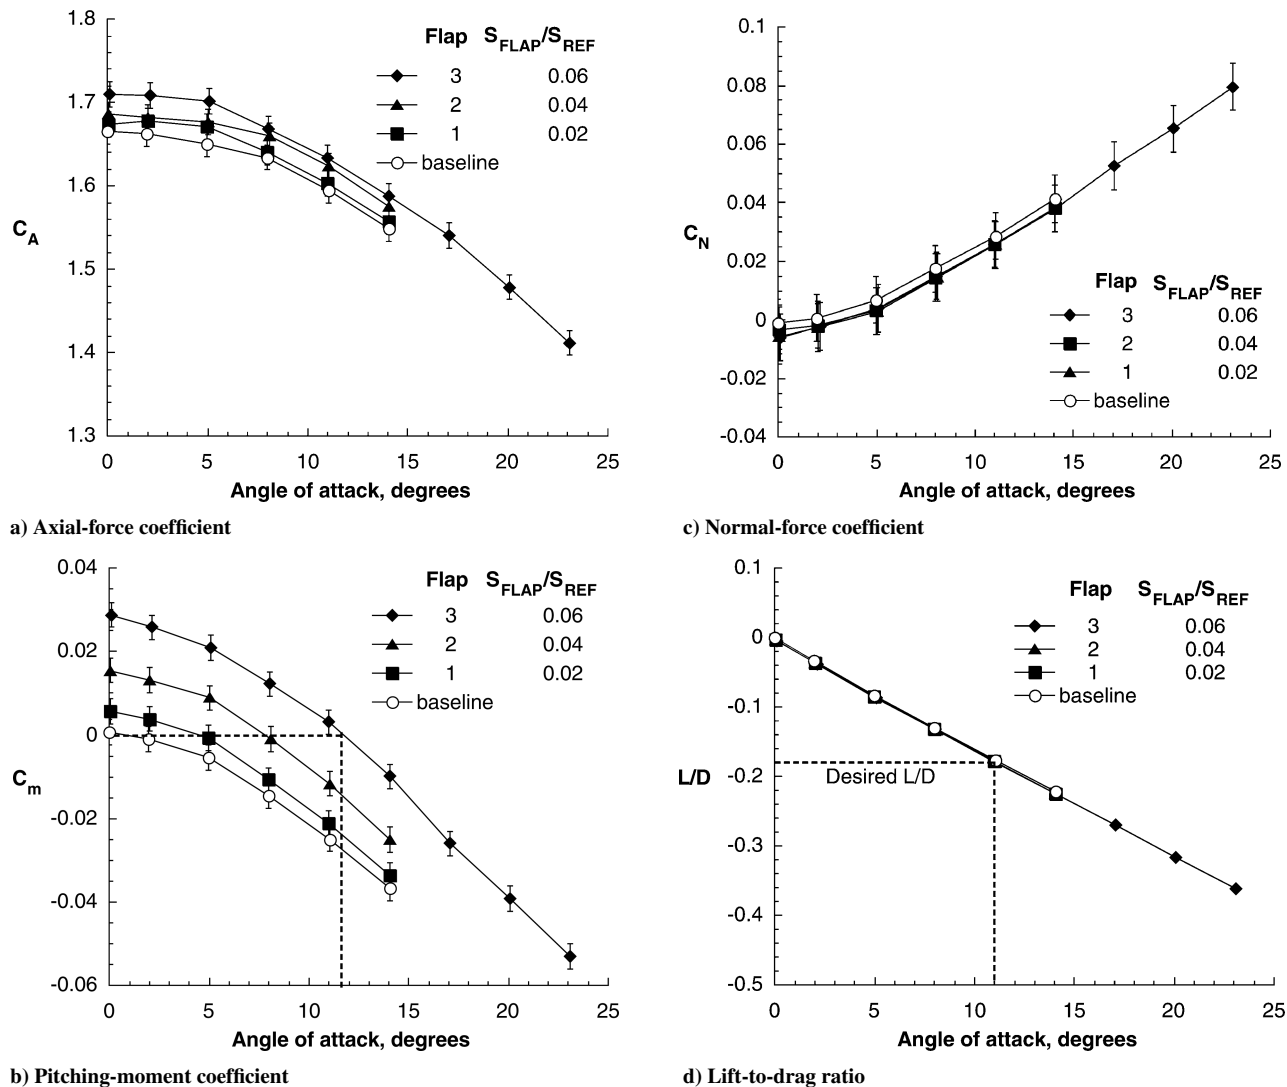 1.8
1.7
1.6
1.5
1.4
1.3
C_A
Flap S_FLAP/S_REF
3 0.06
2 0.04
1 0.02
baseline
0 5 10 15 20 25
Angle of attack, degrees
a) Axial-force coefficient
0.1
0.08
0.06
0.04
0.02
0
-0.02
-0.04
C_N
Flap S_FLAP/S_REF
3 0.06
2 0.04
1 0.02
baseline
0 5 10 15 20 25
Angle of attack, degrees
c) Normal-force coefficient
0.04
0.02
0
-0.02
-0.04
-0.06
C_m
Flap S_FLAP/S_REF
3 0.06
2 0.04
1 0.02
baseline
0 5 10 15 20 25
Angle of attack, degrees
b) Pitching-moment coefficient
0.1
0
-0.1
-0.2
-0.3
-0.4
-0.5
L/D
Flap S_FLAP/S_REF
3 0.06
2 0.04
1 0.02
baseline
Desired L/D
0 5 10 15 20 25
Angle of attack, degrees
d) Lift-to-drag ratio